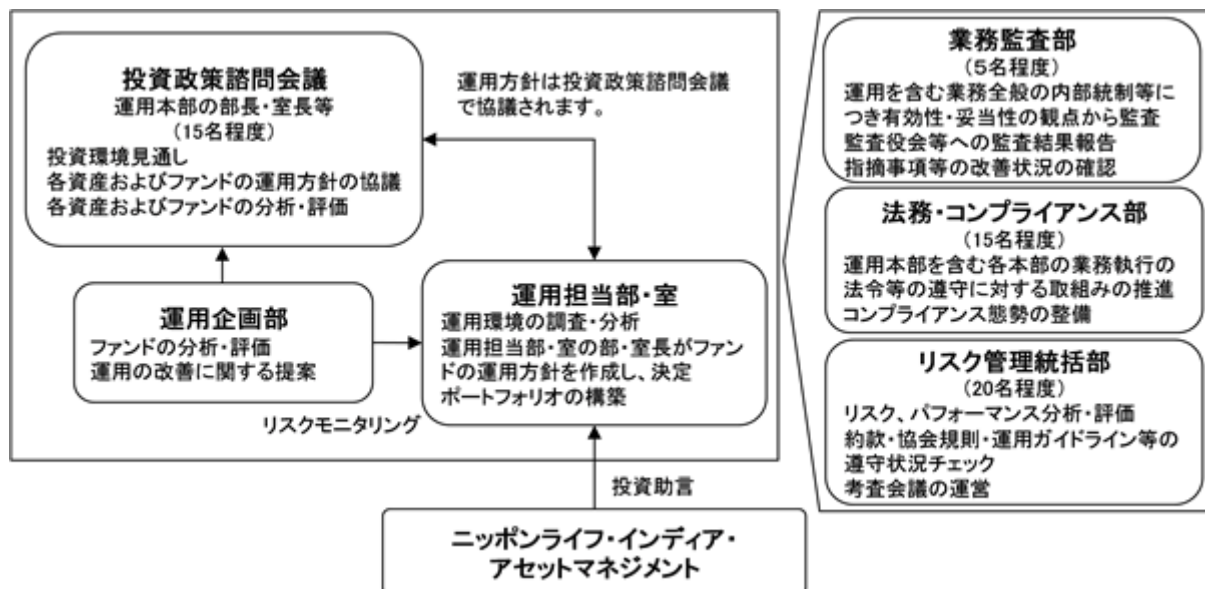 投資政策諮問会議
運用本部の部長・室長等
(15名程度)
投資環境見通し
各資産およびファンドの運用方針の協議
各資産およびファンドの分析・評価
運用方針は投資政策諮問会議
で協議されます。
運用企画部
ファンドの分析・評価
運用の改善に関する提案
リスクモニタリング
運用担当部・室
運用環境の調査・分析
運用担当部・室の部・室長がファン
ドの運用方針を作成し、決定
ポートフォリオの構築
投資助言
ニッポンライフ・インディア・
アセットマネジメント
業務監査部
(5名程度)
運用を含む業務全般の内部統制等に
つき有効性・妥当性の観点から監査
監査役会等への監査結果報告
指摘事項等の改善状況の確認
法務・コンプライアンス部
(15名程度)
運用本部を含む各本部の業務執行の
法令等の遵守に対する取組みの推進
コンプライアンス態勢の整備
リスク管理統括部
(20名程度)
リスク、パフォーマンス分析・評価
約款・協会規則・運用ガイドライン等の
遵守状況チェック
考査会議の運営